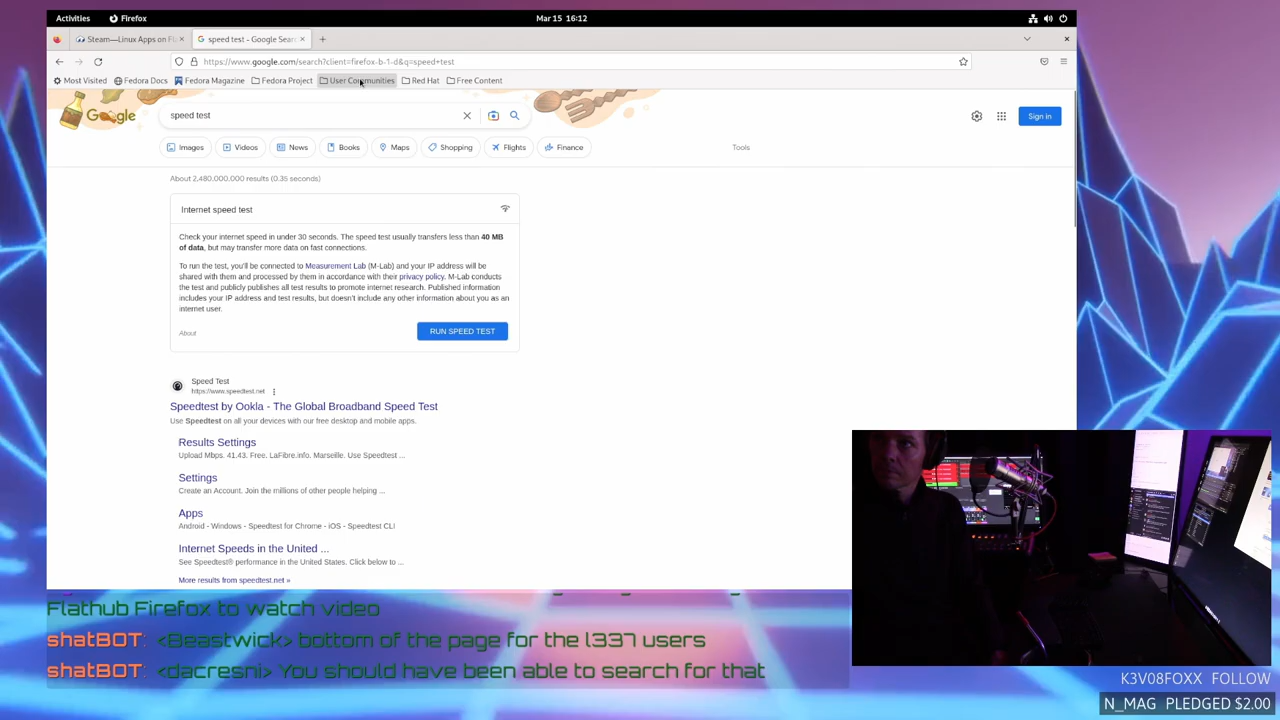 Activities Firefox Mar 15 16:12
Steam—Linux Apps on Fl × speed test - Google Sear × +
https://www.google.com/search?client=firefox-b-1-d&q=speed+test
Most Visited Fedora Docs Fedora Magazine Fedora Project User Communities Red Hat Free Content
Google speed test Sign in
Images Videos News Books Maps Shopping Flights Finance Tools
About 2,480,000,000 results (0.35 seconds)
Internet speed test
Check your internet speed in under 30 seconds. The speed test usually transfers less than 40 MB
of data, but may transfer more data on fast connections.
To run the test, you'll be connected to Measurement Lab (M-Lab) and your IP address will be
shared with them and processed by them in accordance with their privacy policy. M-Lab conducts
the test and publicly publishes all test results to promote internet research. Published information
includes your IP address and test results, but doesn't include any other information about you as an
internet user.
About RUN SPEED TEST
Speed Test
https://www.speedtest.net
Speedtest by Ookla - The Global Broadband Speed Test
Use Speedtest on all your devices with our free desktop and mobile apps.
Results Settings
Upload Mbps. 41.43. Free. LaFibre.info. Marseille. Use Speedtest ...
Settings
Create an Account. Join the millions of other people helping ...
Apps
Android - Windows - Speedtest for Chrome - iOS - Speedtest CLI
Internet Speeds in the United ...
See Speedtest® performance in the United States. Click below to ...
More results from speedtest.net »
Flathub Firefox to watch video
shatBOT: <Beastwick> bottom of the page for the l337 users
shatBOT: <dacresni> You should have been able to search for that
K3V08FOXX FOLLOW
N_MAG PLEDGED $2.00